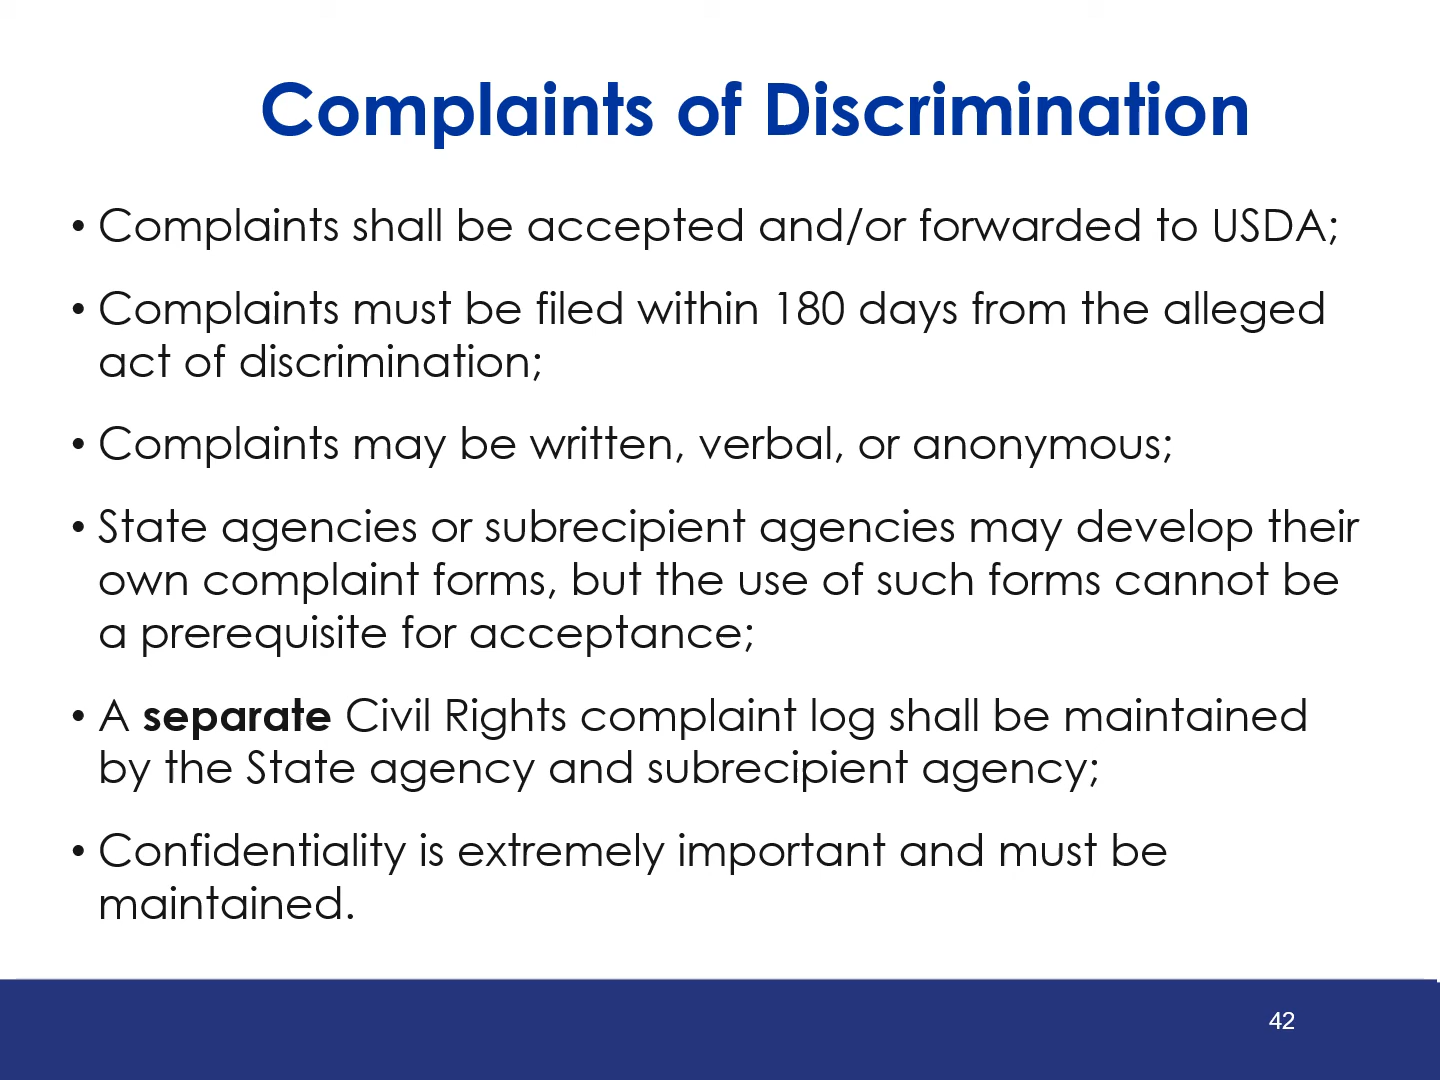 Complaints of Discrimination
• Complaints shall be accepted and/or forwarded to USDA;
• Complaints must be filed within 180 days from the alleged
act of discrimination;
• Complaints may be written, verbal, or anonymous;
• State agencies or subrecipient agencies may develop their
own complaint forms, but the use of such forms cannot be
a prerequisite for acceptance;
• A separate Civil Rights complaint log shall be maintained
by the State agency and subrecipient agency;
• Confidentiality is extremely important and must be
maintained.
42